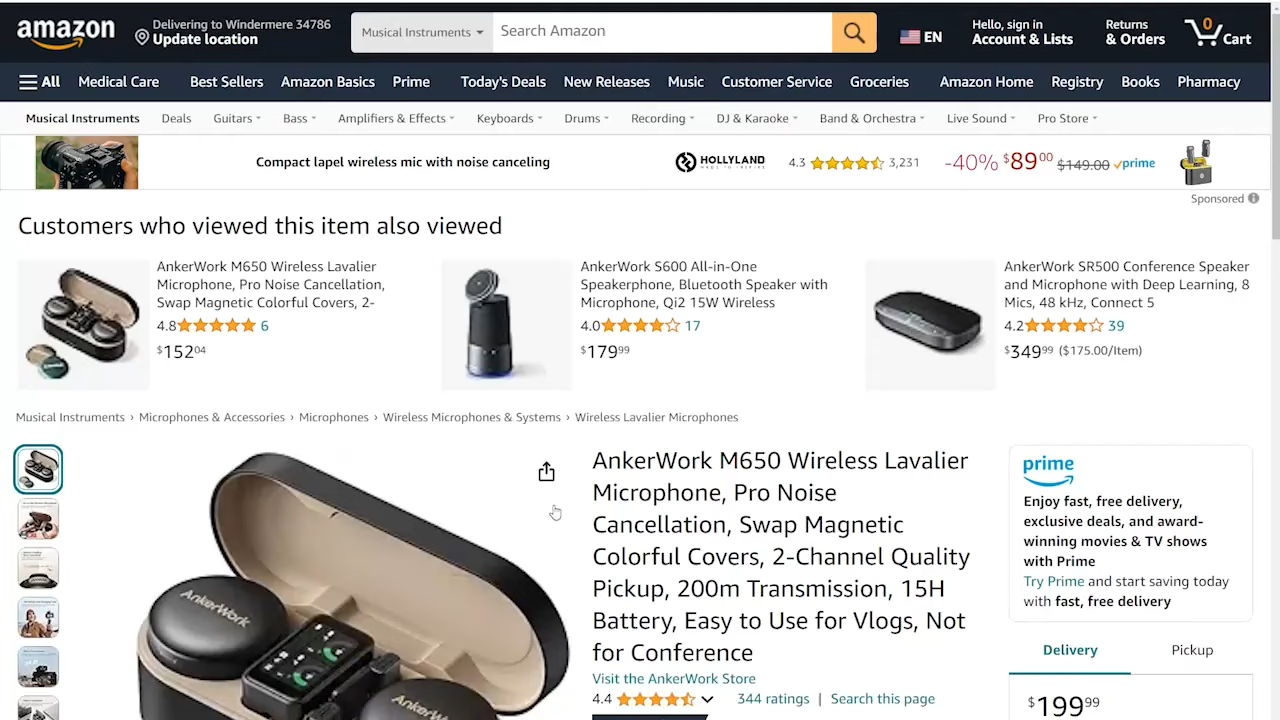 amazon
Delivering to Windermere 34786
Update location
Musical Instruments
Search Amazon
EN
Hello, sign in
Account & Lists
Returns
& Orders
0
Cart
All
Medical Care
Best Sellers
Amazon Basics
Prime
Today's Deals
New Releases
Music
Customer Service
Groceries
Amazon Home
Registry
Books
Pharmacy
Musical Instruments
Deals
Guitars
Bass
Amplifiers & Effects
Keyboards
Drums
Recording
DJ & Karaoke
Band & Orchestra
Live Sound
Pro Store
Compact lapel wireless mic with noise canceling
HOLLYLAND
4.3
3,231
-40% $89 00 $149.00 prime
Sponsored
Customers who viewed this item also viewed
AnkerWork M650 Wireless Lavalier
Microphone, Pro Noise Cancellation,
Swap Magnetic Colorful Covers, 2-
4.8 6
$152 04
AnkerWork S600 All-in-One
Speakerphone, Bluetooth Speaker with
Microphone, Qi2 15W Wireless
4.0 17
$179 99
AnkerWork SR500 Conference Speaker
and Microphone with Deep Learning, 8
Mics, 48 kHz, Connect 5
4.2 39
$349 99 ($175.00/Item)
Musical Instruments › Microphones & Accessories › Microphones › Wireless Microphones & Systems › Wireless Lavalier Microphones
AnkerWork
AnkerWork M650 Wireless Lavalier
Microphone, Pro Noise
Cancellation, Swap Magnetic
Colorful Covers, 2-Channel Quality
Pickup, 200m Transmission, 15H
Battery, Easy to Use for Vlogs, Not
for Conference
Visit the AnkerWork Store
4.4 344 ratings | Search this page
prime
Enjoy fast, free delivery,
exclusive deals, and award-
winning movies & TV shows
with Prime
Try Prime and start saving today
with fast, free delivery
Delivery
Pickup
$199 99